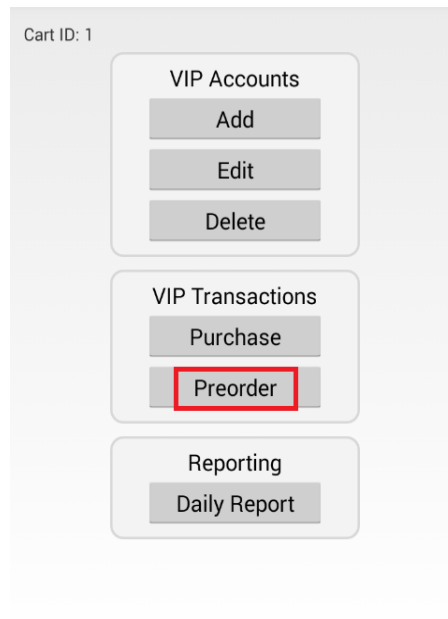 Cart ID: 1
VIP Accounts
Add
Edit
Delete
VIP Transactions
Purchase
Preorder
Reporting
Daily Report